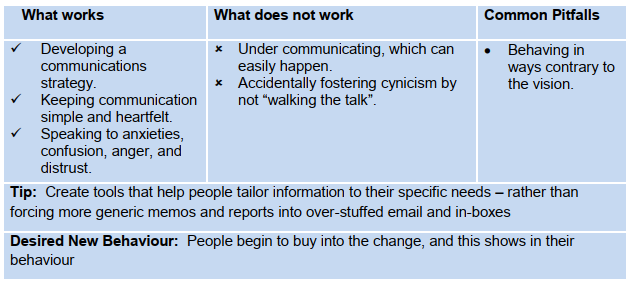 What works
What does not work
Common Pitfalls
✓ Developing a
communications
strategy.
✓ Keeping communication
simple and heartfelt.
✓ Speaking to anxieties,
confusion, anger, and
distrust.
× Under communicating, which can
easily happen.
× Accidentally fostering cynicism by
not “walking the talk”.
• Behaving in
ways contrary to
the vision.
Tip: Create tools that help people tailor information to their specific needs – rather than
forcing more generic memos and reports into over-stuffed email and in-boxes
Desired New Behaviour: People begin to buy into the change, and this shows in their
behaviour